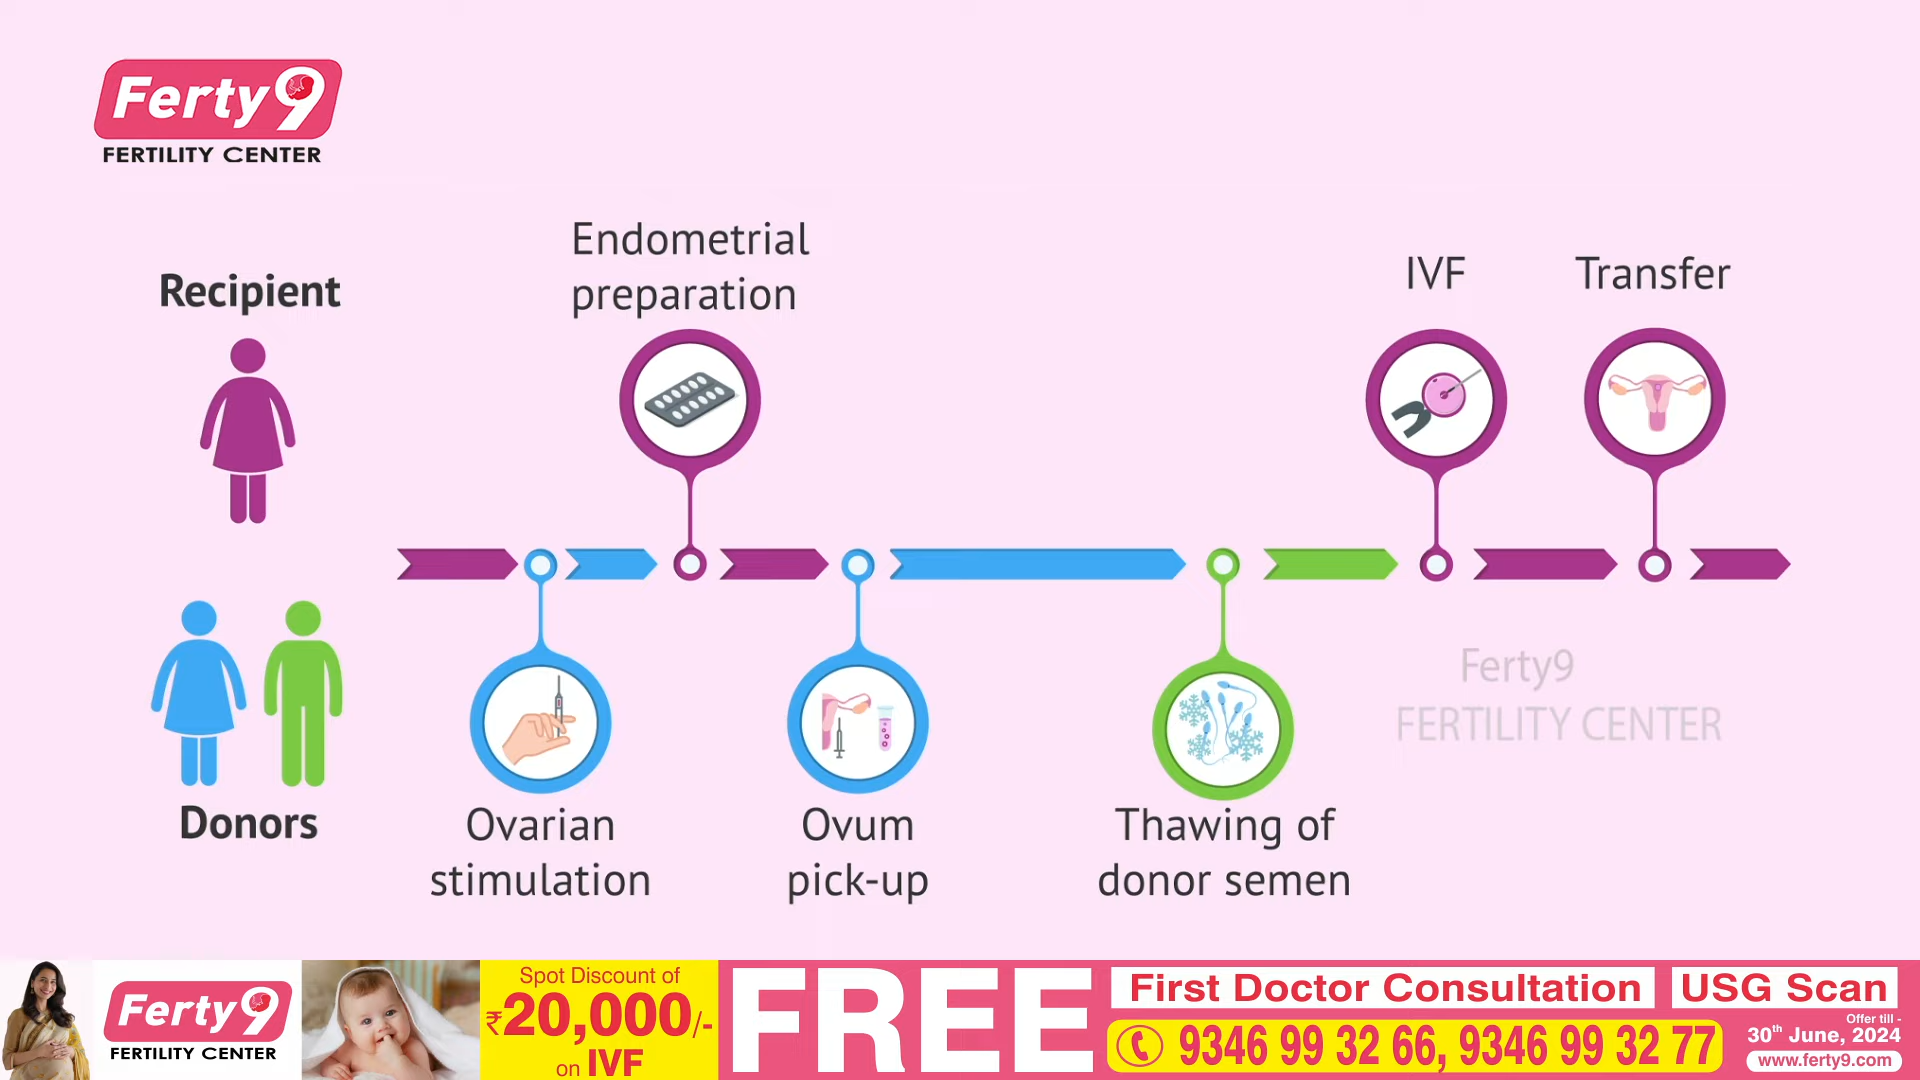 Ferty9
FERTILITY CENTER
Endometrial
preparation
IVF
Transfer
Recipient
Ferty9
FERTILITY CENTER
Donors
Ovarian
stimulation
Ovum
pick-up
Thawing of
donor semen
Ferty9
FERTILITY CENTER
Spot Discount of
₹20,000/-
on IVF
FREE
First Doctor Consultation
USG Scan
9346 99 32 66, 9346 99 32 77
Offer till -
30th June, 2024
www.ferty9.com